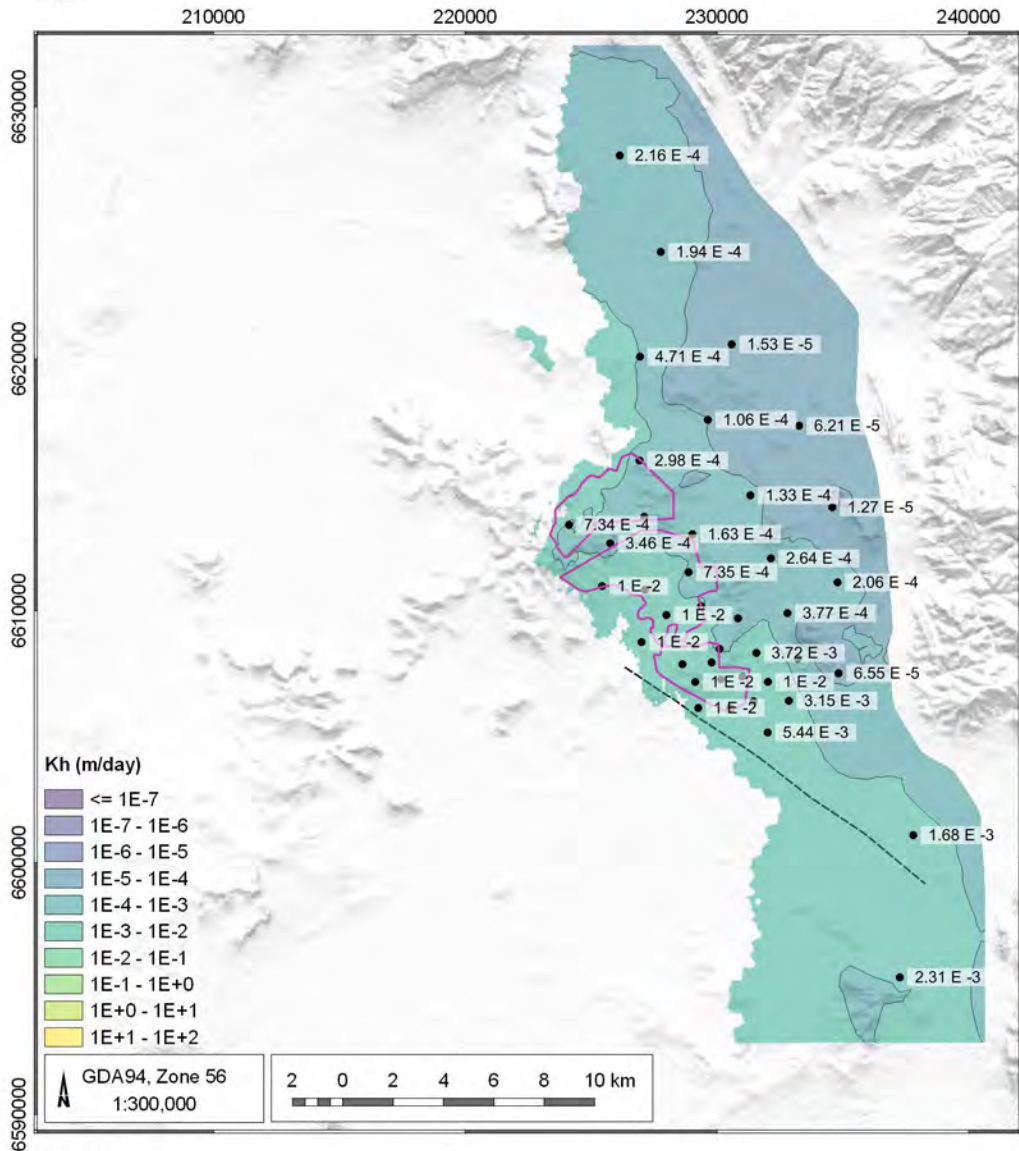 210000 220000 230000 240000
6630000
6620000
6610000
6600000
6590000
2.16 E -4
1.94 E -4
4.71 E -4
1.53 E -5
1.06 E -4
6.21 E -5
2.98 E -4
1.33 E -4
1.27 E -5
7.34 E -4
1.63 E -4
3.46 E -4
2.64 E -4
7.35 E -4
2.06 E -4
1 E -2
1 E -2
3.77 E -4
1 E -2
3.72 E -3
6.55 E -5
1 E -2
1 E -2
3.15 E -3
1 E -2
5.44 E -3
1.68 E -3
2.31 E -3
Kh (m/day)
<= 1E-7
1E-7 - 1E-6
1E-6 - 1E-5
1E-5 - 1E-4
1E-4 - 1E-3
1E-3 - 1E-2
1E-2 - 1E-1
1E-1 - 1E+0
1E+0 - 1E+1
1E+1 - 1E+2
N
GDA94, Zone 56
1:300,000
2 0 2 4 6 8 10 km